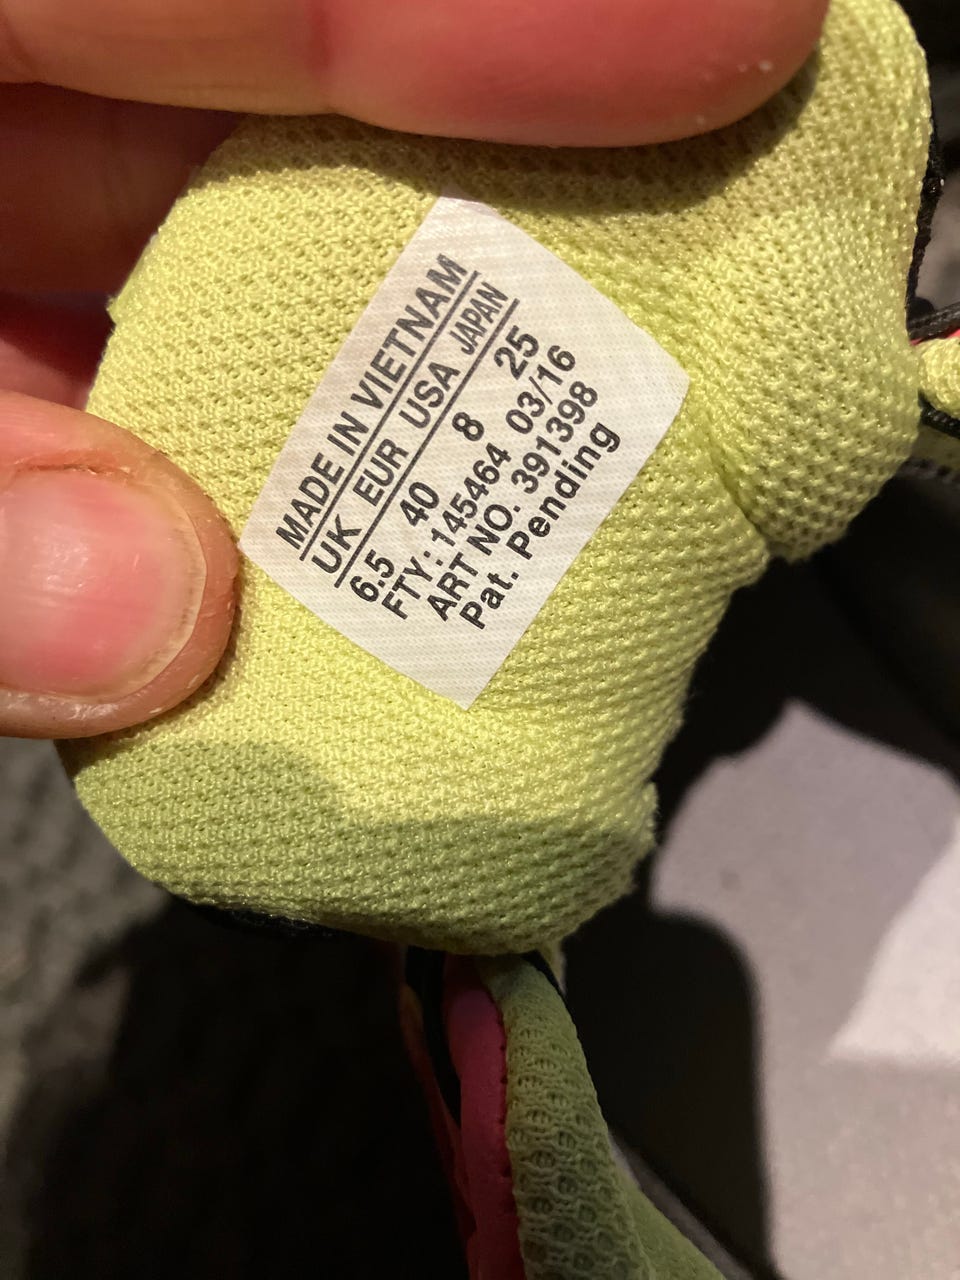 MADE IN VIETNAM
UK EUR USA JAPAN
6.5 40 8 25
FTY: 145464 03/16
ART NO. 391398
Pat. Pending